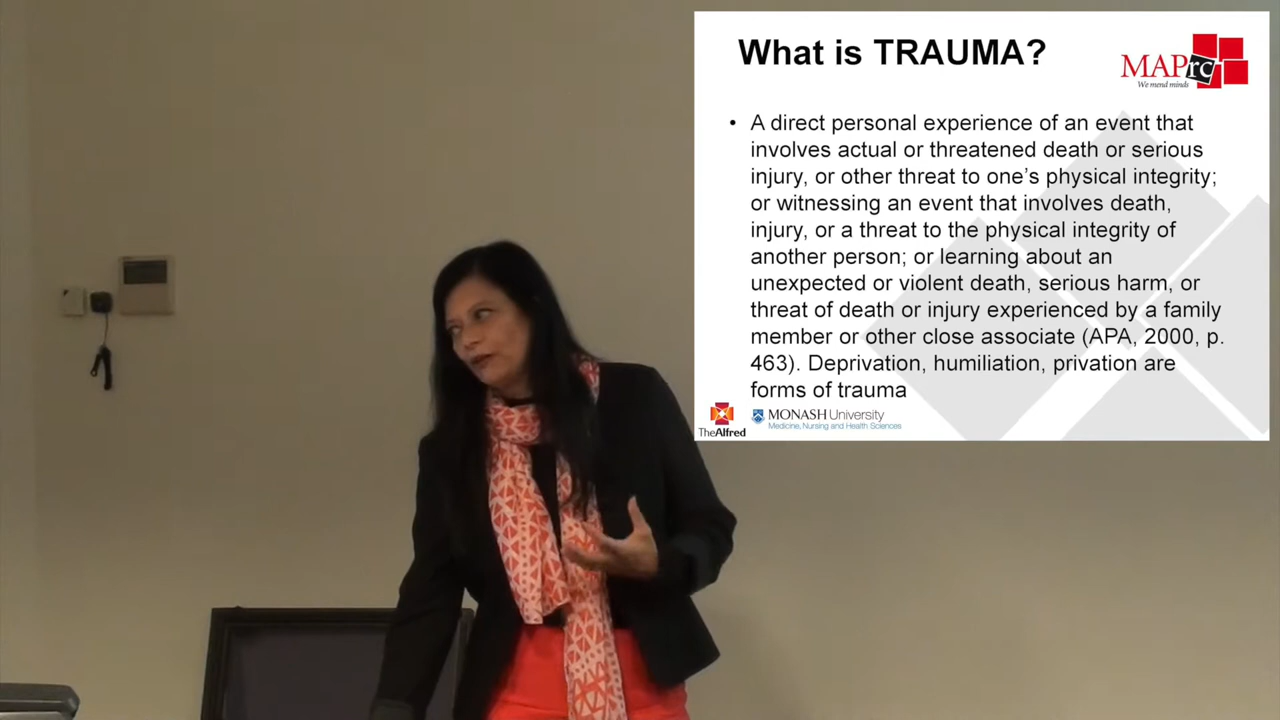 What is TRAUMA?
MAPrc
We mend minds
• A direct personal experience of an event that
involves actual or threatened death or serious
injury, or other threat to one’s physical integrity;
or witnessing an event that involves death,
injury, or a threat to the physical integrity of
another person; or learning about an
unexpected or violent death, serious harm, or
threat of death or injury experienced by a family
member or other close associate (APA, 2000, p.
463). Deprivation, humiliation, privation are
forms of trauma
TheAlfred
MONASH University
Medicine, Nursing and Health Sciences